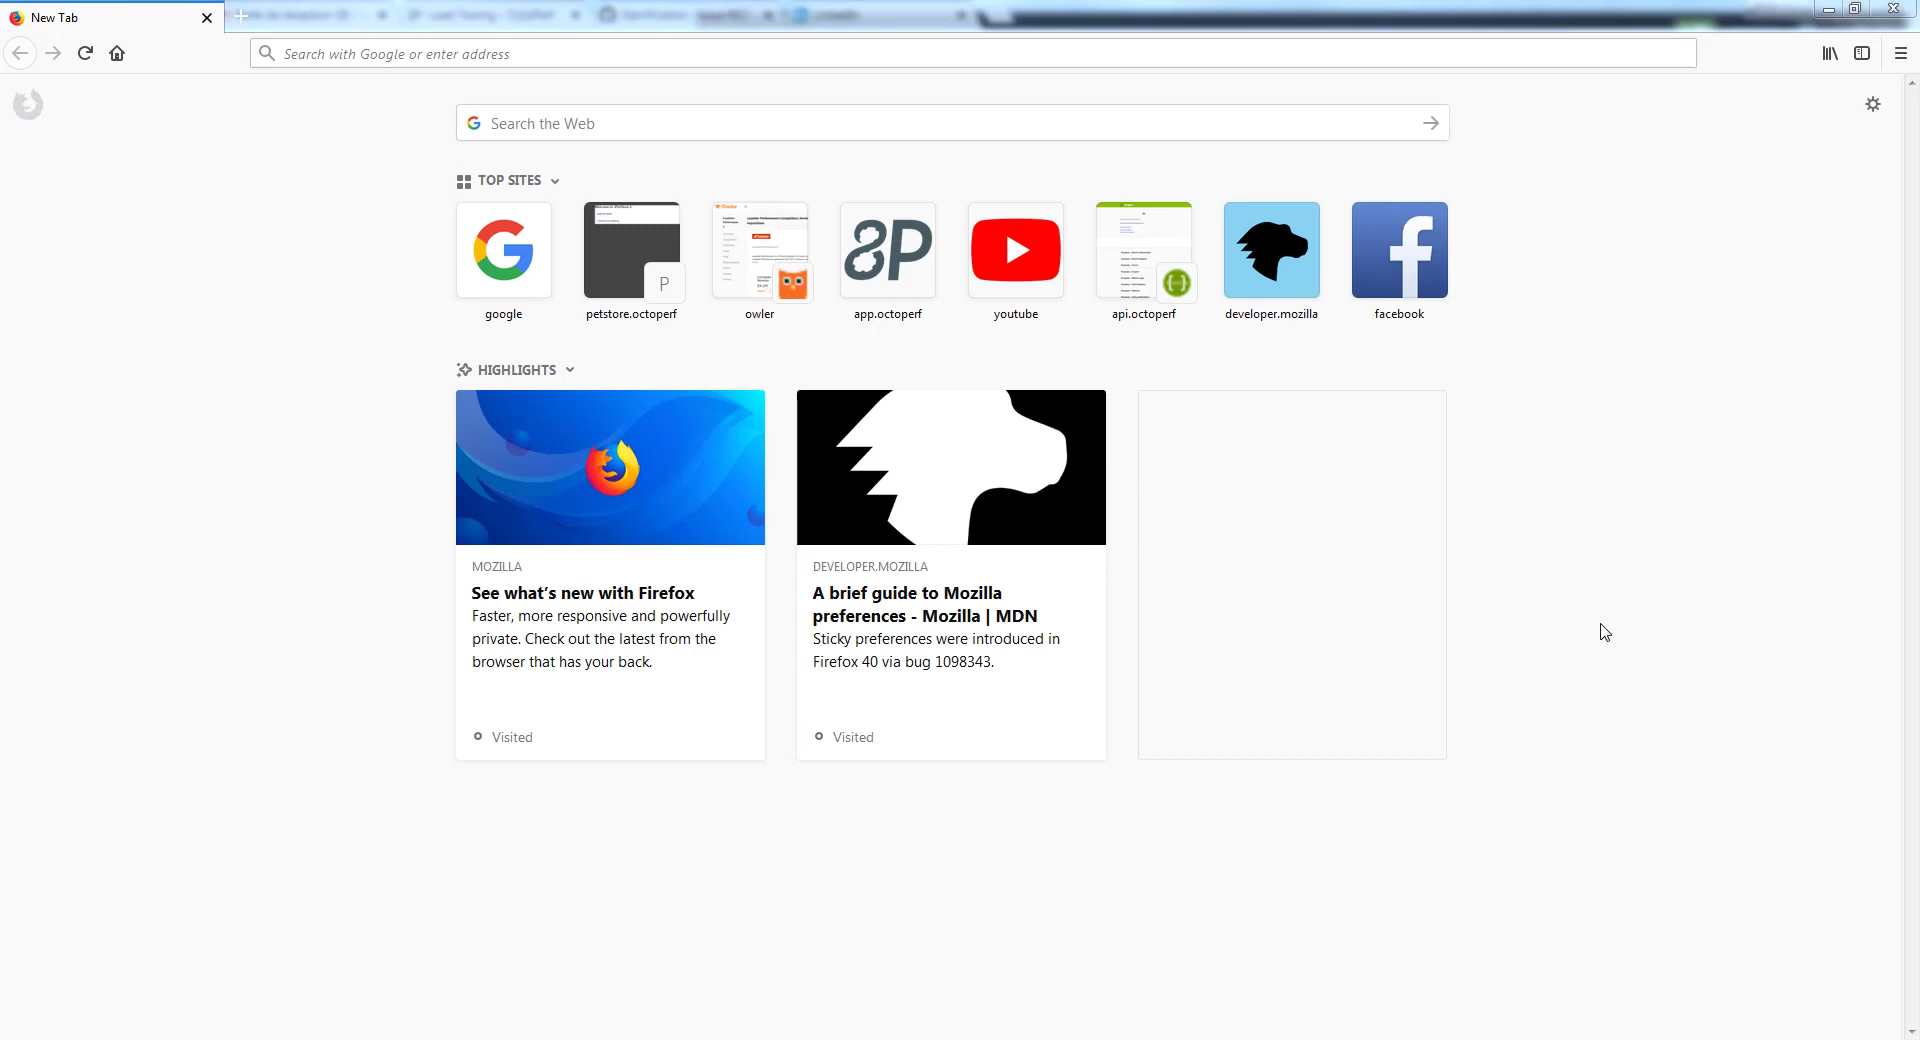 New Tab
Search with Google or enter address
Search the Web
TOP SITES
P
8P
google
petstore.octoperf
owler
app.octoperf
youtube
api.octoperf
developer.mozilla
facebook
HIGHLIGHTS
MOZILLA
See what’s new with Firefox
Faster, more responsive and powerfully
private. Check out the latest from the
browser that has your back.
Visited
DEVELOPER.MOZILLA
A brief guide to Mozilla
preferences - Mozilla | MDN
Sticky preferences were introduced in
Firefox 40 via bug 1098343.
Visited